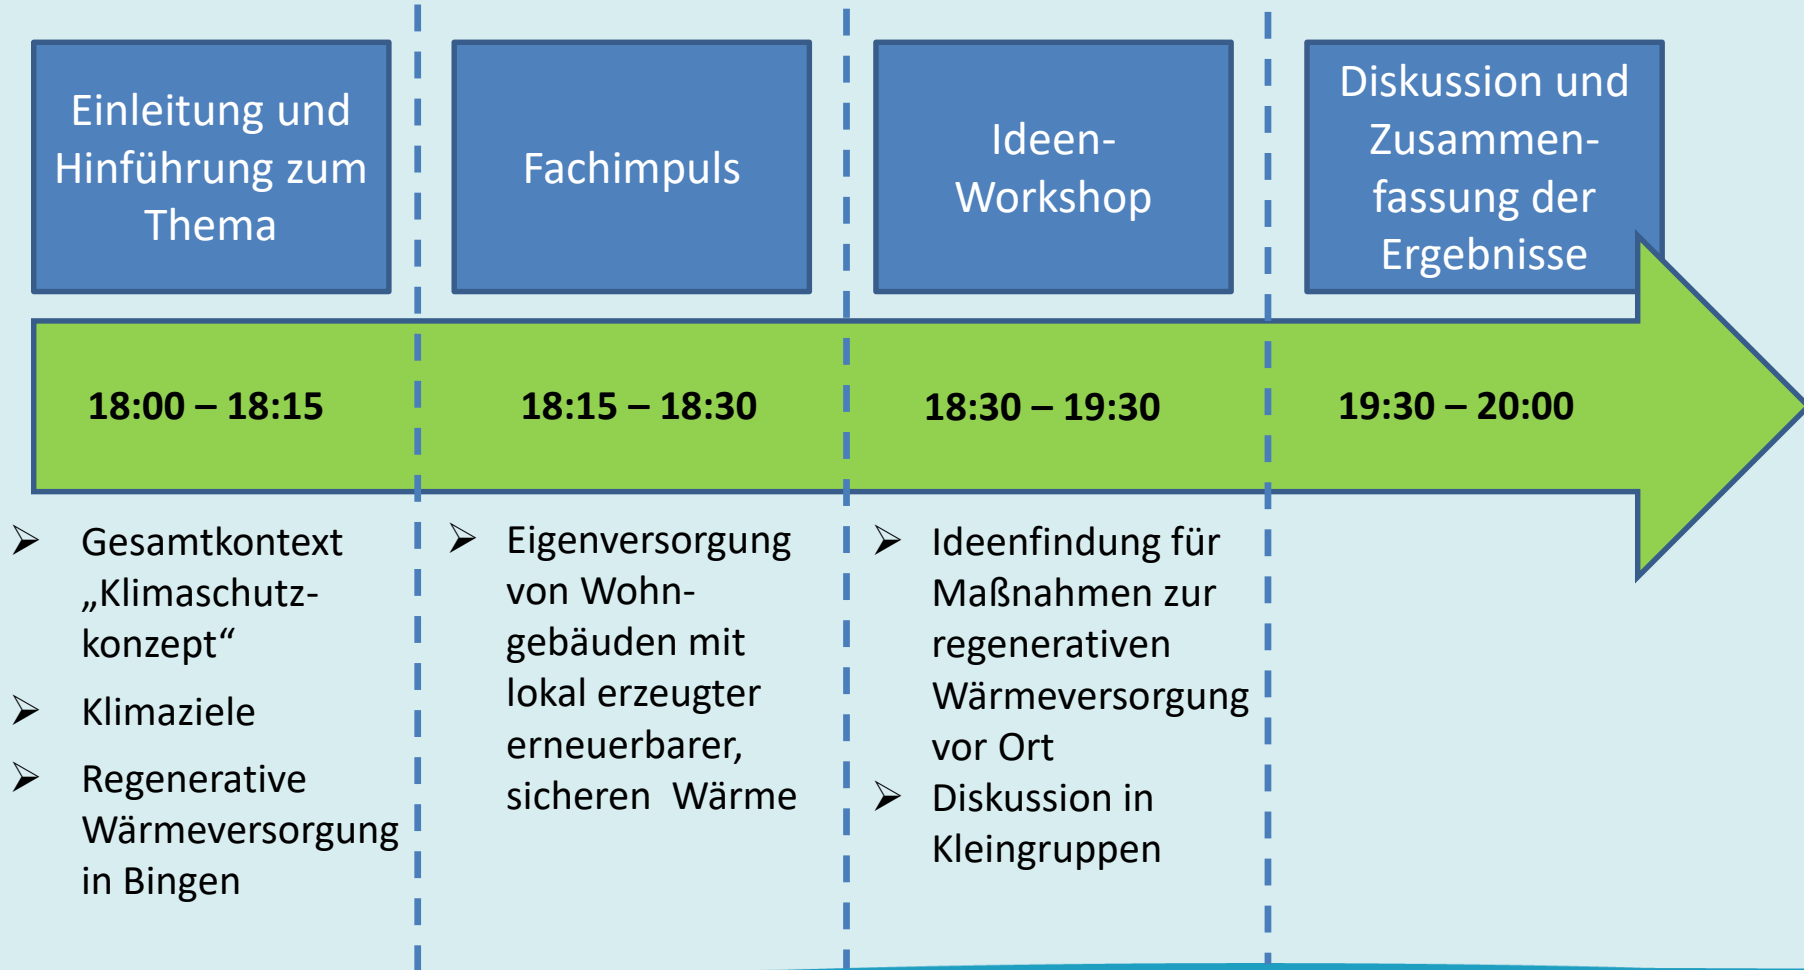 Einleitung und
Hinführung zum
Thema
Fachimpuls
Ideen-
Workshop
Diskussion und
Zusammen-
fassung der
Ergebnisse
18:00 – 18:15
18:15 – 18:30
18:30 – 19:30
19:30 – 20:00
➢ Gesamtkontext
„Klimaschutz-
konzept“
➢ Klimaziele
➢ Regenerative
Wärmeversorgung
in Bingen
➢ Eigenversorgung
von Wohn-
gebäuden mit
lokal erzeugter
erneuerbarer,
sicheren Wärme
➢ Ideenfindung für
Maßnahmen zur
regenerativen
Wärmeversorgung
vor Ort
➢ Diskussion in
Kleingruppen